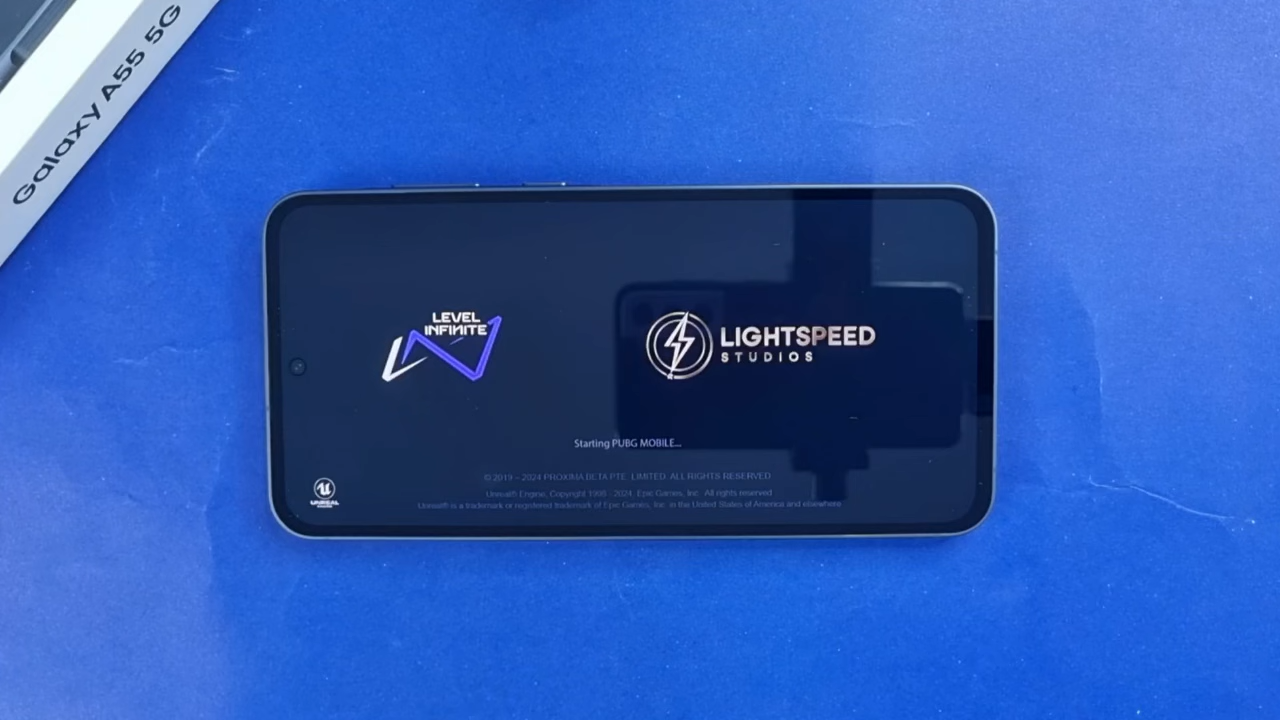 Galaxy A55 5G
LEVEL
INFINITE
LIGHTSPEED
STUDIOS
Starting PUBG MOBILE...
© 2019 – 2024 PROXIMA BETA PTE. LIMITED. ALL RIGHTS RESERVED.
Unreal® Engine, Copyright 1998 - 2024, Epic Games, Inc. All rights reserved
Unreal® is a trademark or registered trademark of Epic Games, Inc. in the United States of America and elsewhere
UNREAL